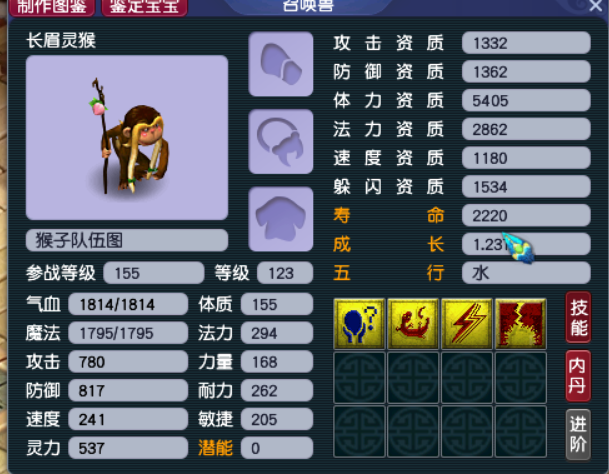 制作图鉴 鉴定宝宝 召唤兽
长眉灵猴
攻击资质 1332
防御资质 1362
体力资质 5405
法力资质 2862
速度资质 1180
躲闪资质 1534
寿命 2220
成长 1.23
五行 水
猴子队伍图
参战等级 155 等级 123
气血 1814/1814 体质 155
魔法 1795/1795 法力 294
攻击 780 力量 168
防御 817 耐力 262
速度 241 敏捷 205
灵力 537 潜能 0
技能
内丹
进阶